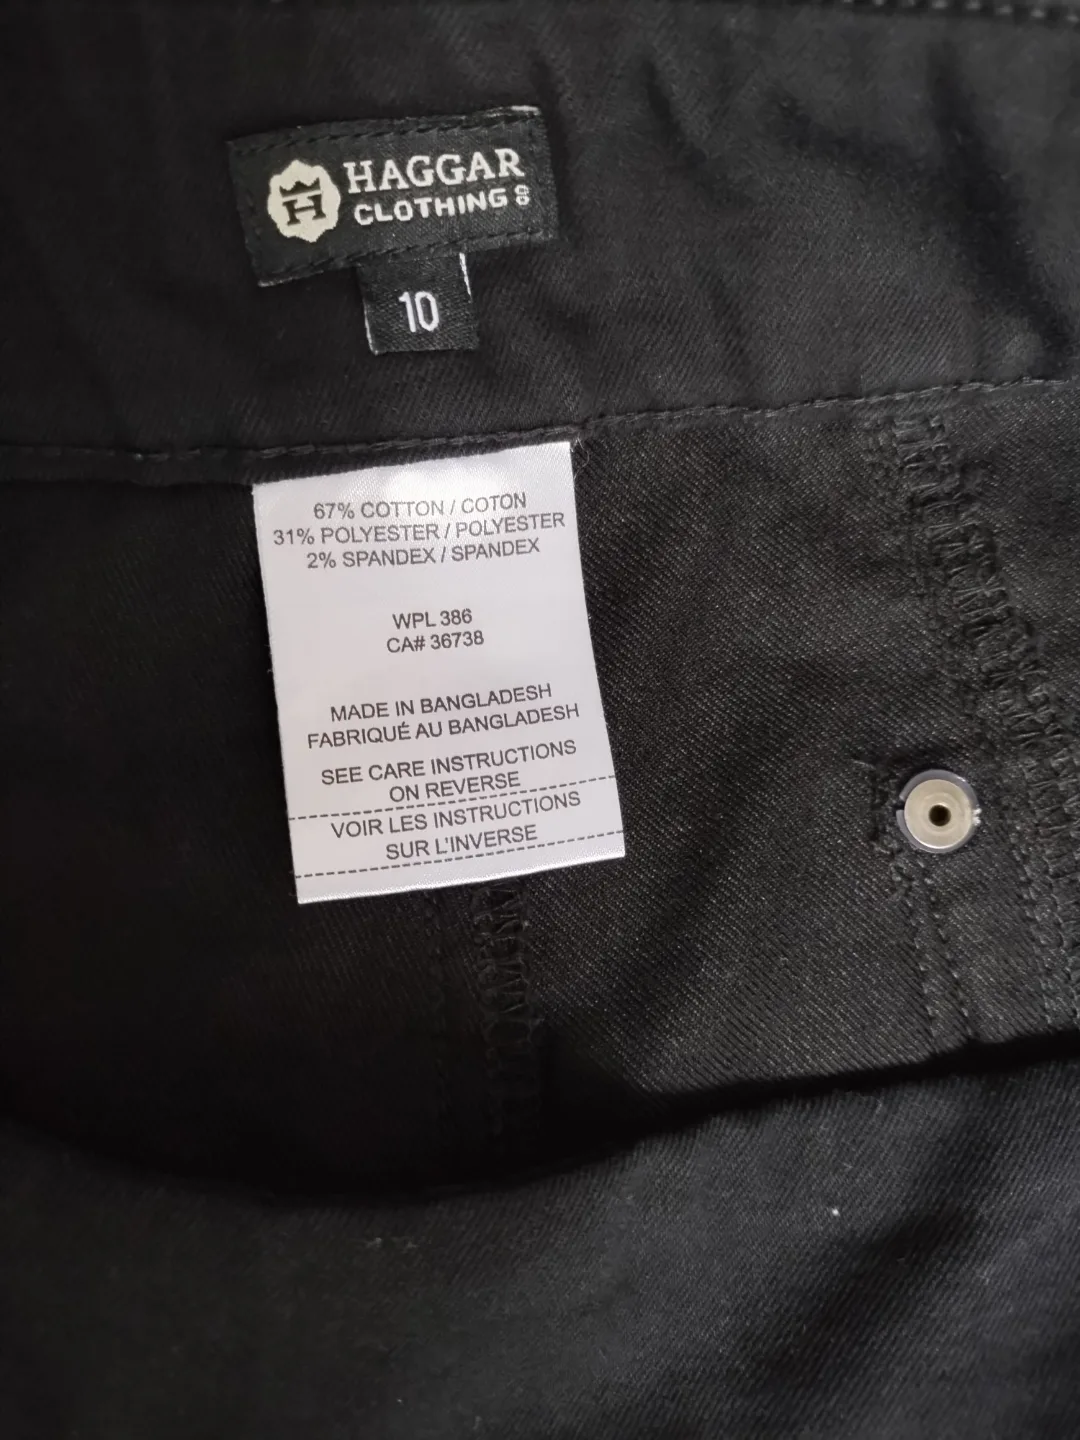 H HAGGAR
CLOTHING CO
10
67% COTTON / COTON
31% POLYESTER / POLYESTER
2% SPANDEX / SPANDEX
WPL 386
CA# 36738
MADE IN BANGLADESH
FABRIQUÉ AU BANGLADESH
SEE CARE INSTRUCTIONS
ON REVERSE
VOIR LES INSTRUCTIONS
SUR L'INVERSE